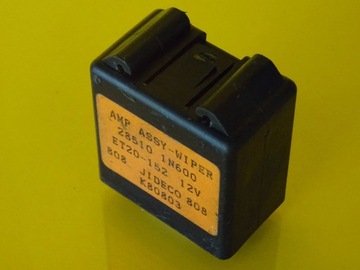 AMP ASSY-WIPER
28510 1N600
ET20-152 12V
808 JIDECO 808
K80803